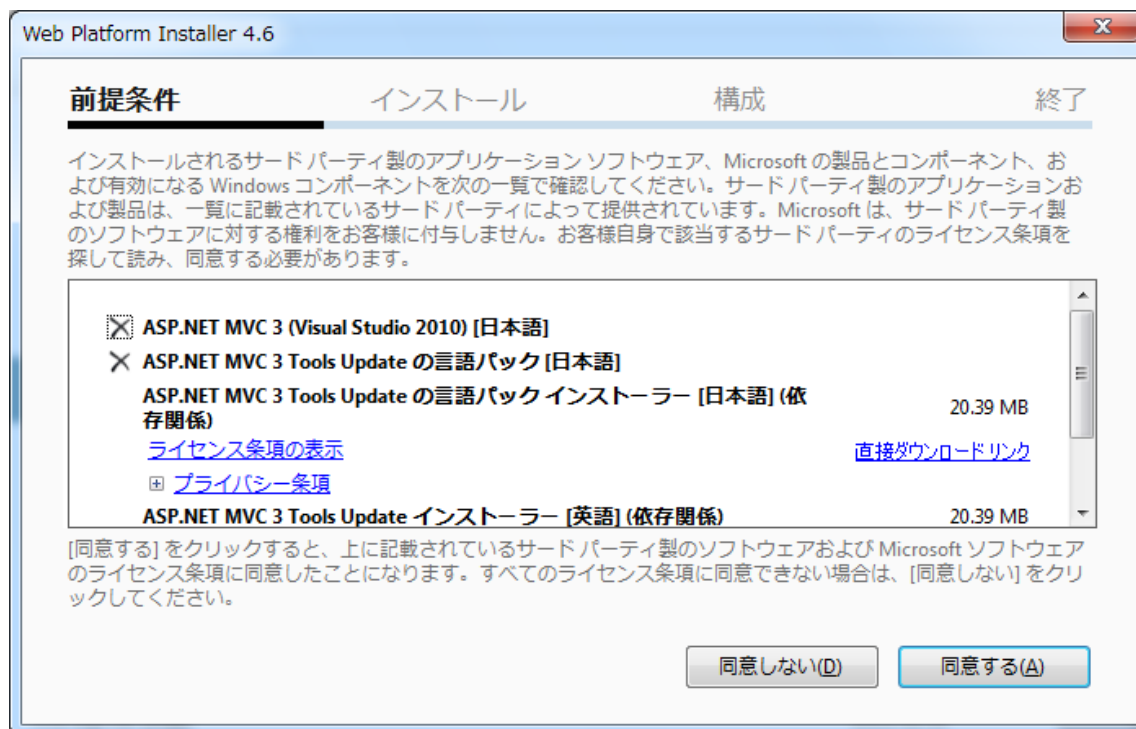 Web Platform Installer 4.6
前提条件 インストール 構成 終了
インストールされるサード パーティ製のアプリケーション ソフトウェア、Microsoft の製品とコンポーネント、お
よび有効になる Windows コンポーネントを次の一覧で確認してください。サード パーティ製のアプリケーションお
よび製品は、一覧に記載されているサード パーティによって提供されています。Microsoft は、サード パーティ製
のソフトウェアに対する権利をお客様に付与しません。お客様自身で該当するサード パーティのライセンス条項を
探して読み、同意する必要があります。
ASP.NET MVC 3 (Visual Studio 2010) [日本語]
ASP.NET MVC 3 Tools Update の言語パック [日本語]
ASP.NET MVC 3 Tools Update の言語パック インストーラー [日本語] (依
存関係)
20.39 MB
ライセンス条項の表示 直接ダウンロード リンク
プライバシー条項
ASP.NET MVC 3 Tools Update インストーラー [英語] (依存関係) 20.39 MB
[同意する] をクリックすると、上に記載されているサード パーティ製のソフトウェアおよび Microsoft ソフトウェア
のライセンス条項に同意したことになります。すべてのライセンス条項に同意できない場合は、[同意しない] をクリ
ックしてください。
同意しない(D) 同意する(A)